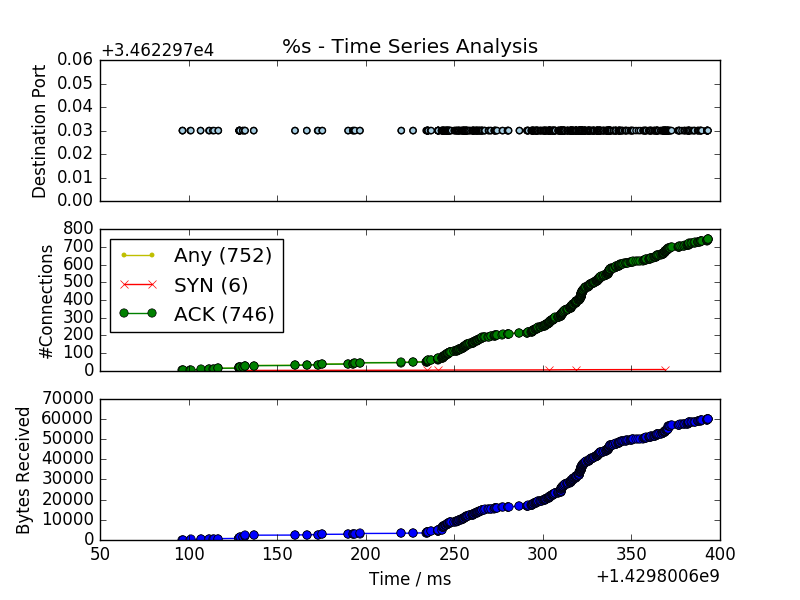 +3.462297e4
%s - Time Series Analysis
Destination Port
0.06
0.05
0.04
0.03
0.02
0.01
0.00
#Connections
800
700
600
500
400
300
200
100
0
Any (752)
SYN (6)
ACK (746)
Bytes Received
70000
60000
50000
40000
30000
20000
10000
0
50 100 150 200 250 300 350 400
Time / ms
+1.4298006e9